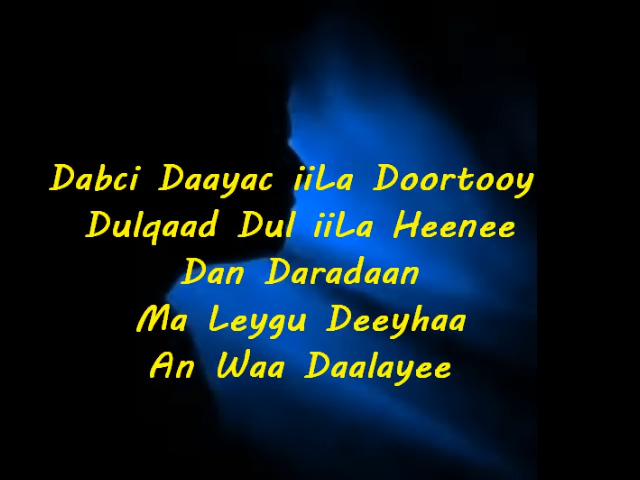 Dabci Daayac iiLa Doortooy
Dulqaad Dul iiLa Heenee
Dan Daradaan
Ma Leygu Deeyhaa
An Waa Daalayee